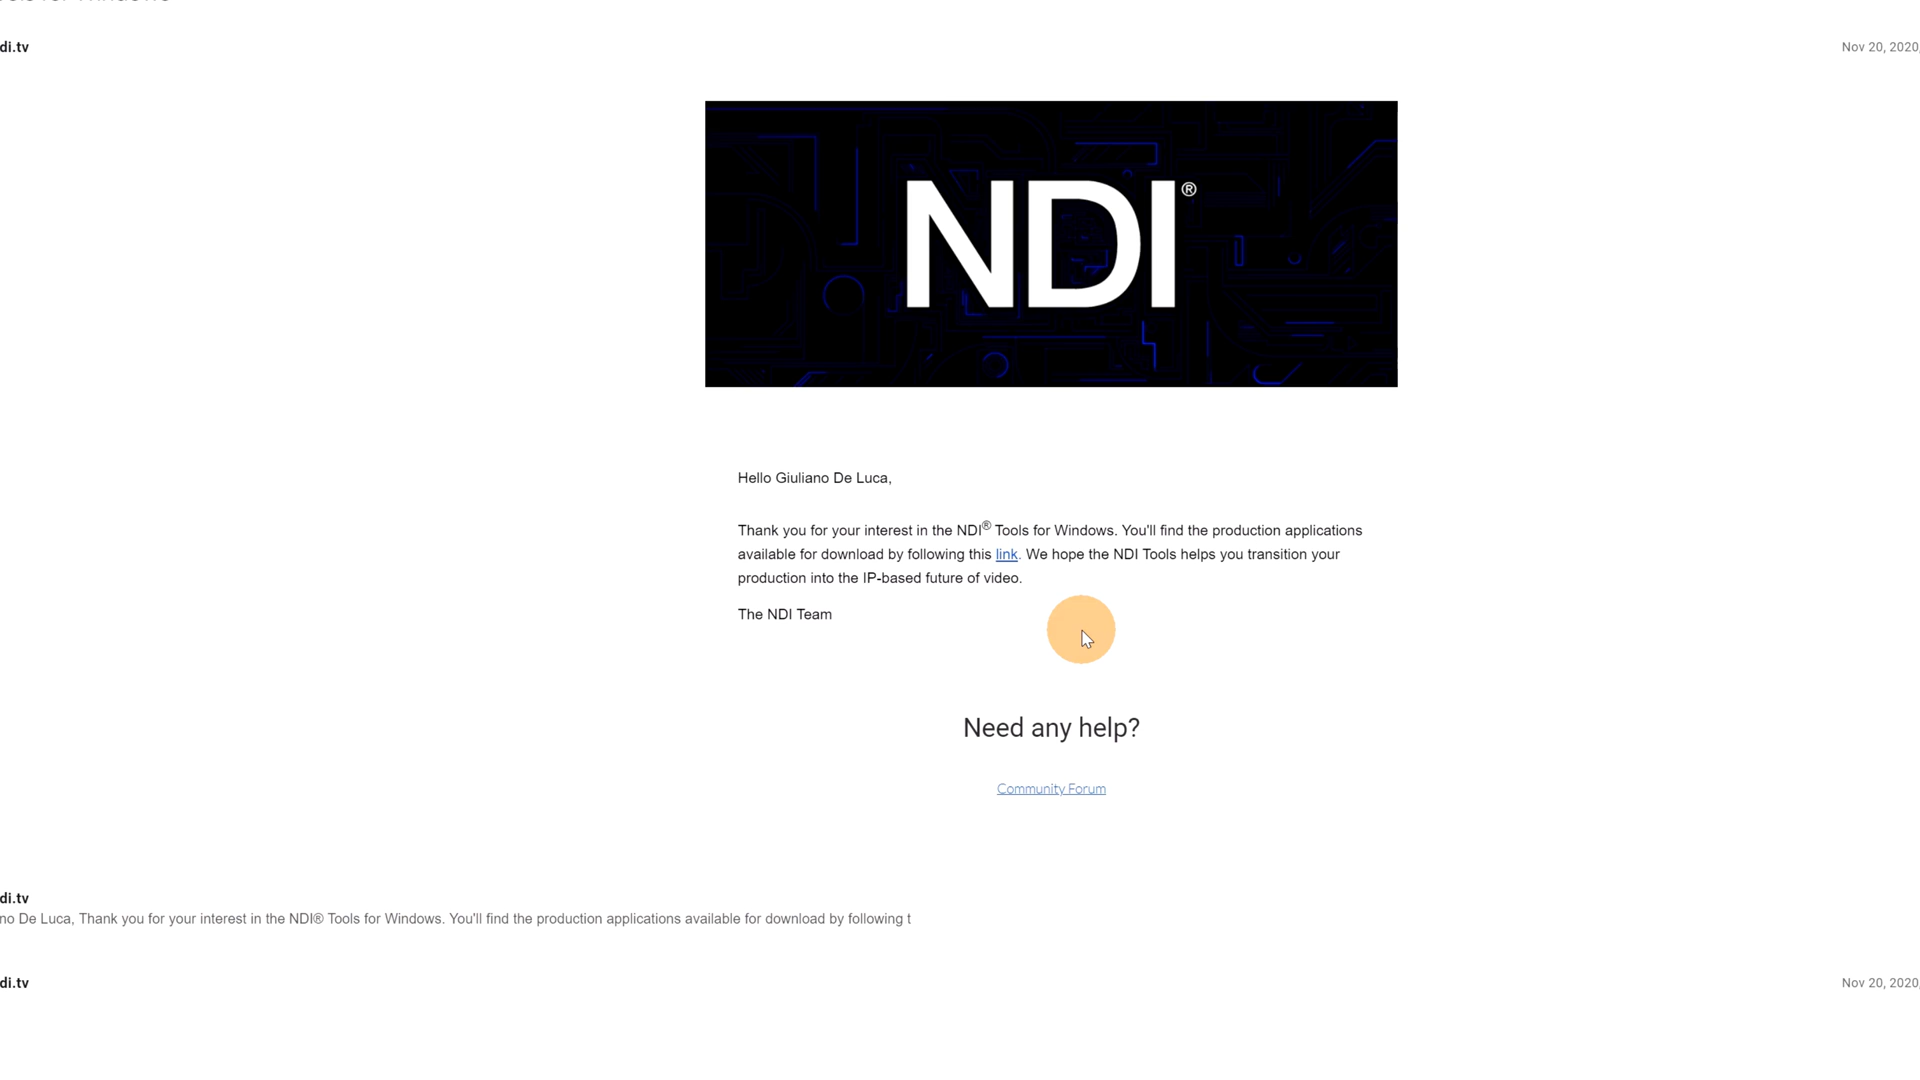 di.tv
Nov 20, 2020,
NDI®
Hello Giuliano De Luca,
Thank you for your interest in the NDI® Tools for Windows. You'll find the production applications
available for download by following this link. We hope the NDI Tools helps you transition your
production into the IP-based future of video.
The NDI Team
Need any help?
Community Forum
di.tv
no De Luca, Thank you for your interest in the NDI® Tools for Windows. You'll find the production applications available for download by following t
di.tv
Nov 20, 2020,